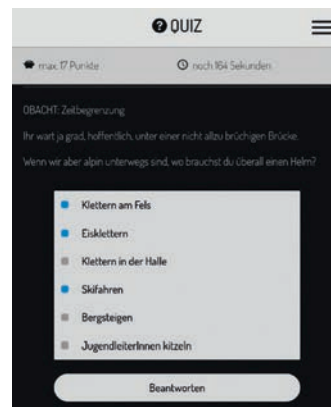 ? QUIZ
max. 17 Punkte
noch 164 Sekunden
OBACHT: Zeitbegrenzung
Ihr wart ja grad, hoffentlich, unter einer nicht allzu brüchigen Brücke.
Wenn wir aber alpin unterwegs sind, wo brauchst du überall einen Helm?
Klettern am Fels
Eisklettern
Klettern in der Halle
Skifahren
Bergsteigen
JugendleiterInnen kitzeln
Beantworten